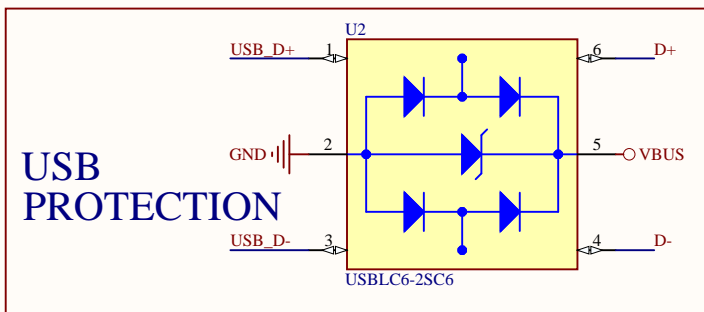 U2
USB_D+ 1 6 D+
GND 2 5 VBUS
USB
PROTECTION
USB_D- 3 4 D-
USBLC6-2SC6